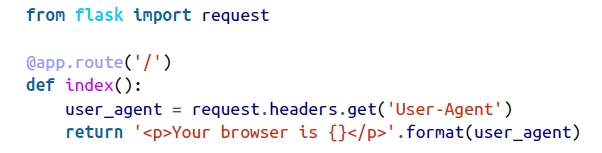 from flask import request

@app.route('/')
def index():
    user_agent = request.headers.get('User-Agent')
    return '<p>Your browser is {}</p>'.format(user_agent)